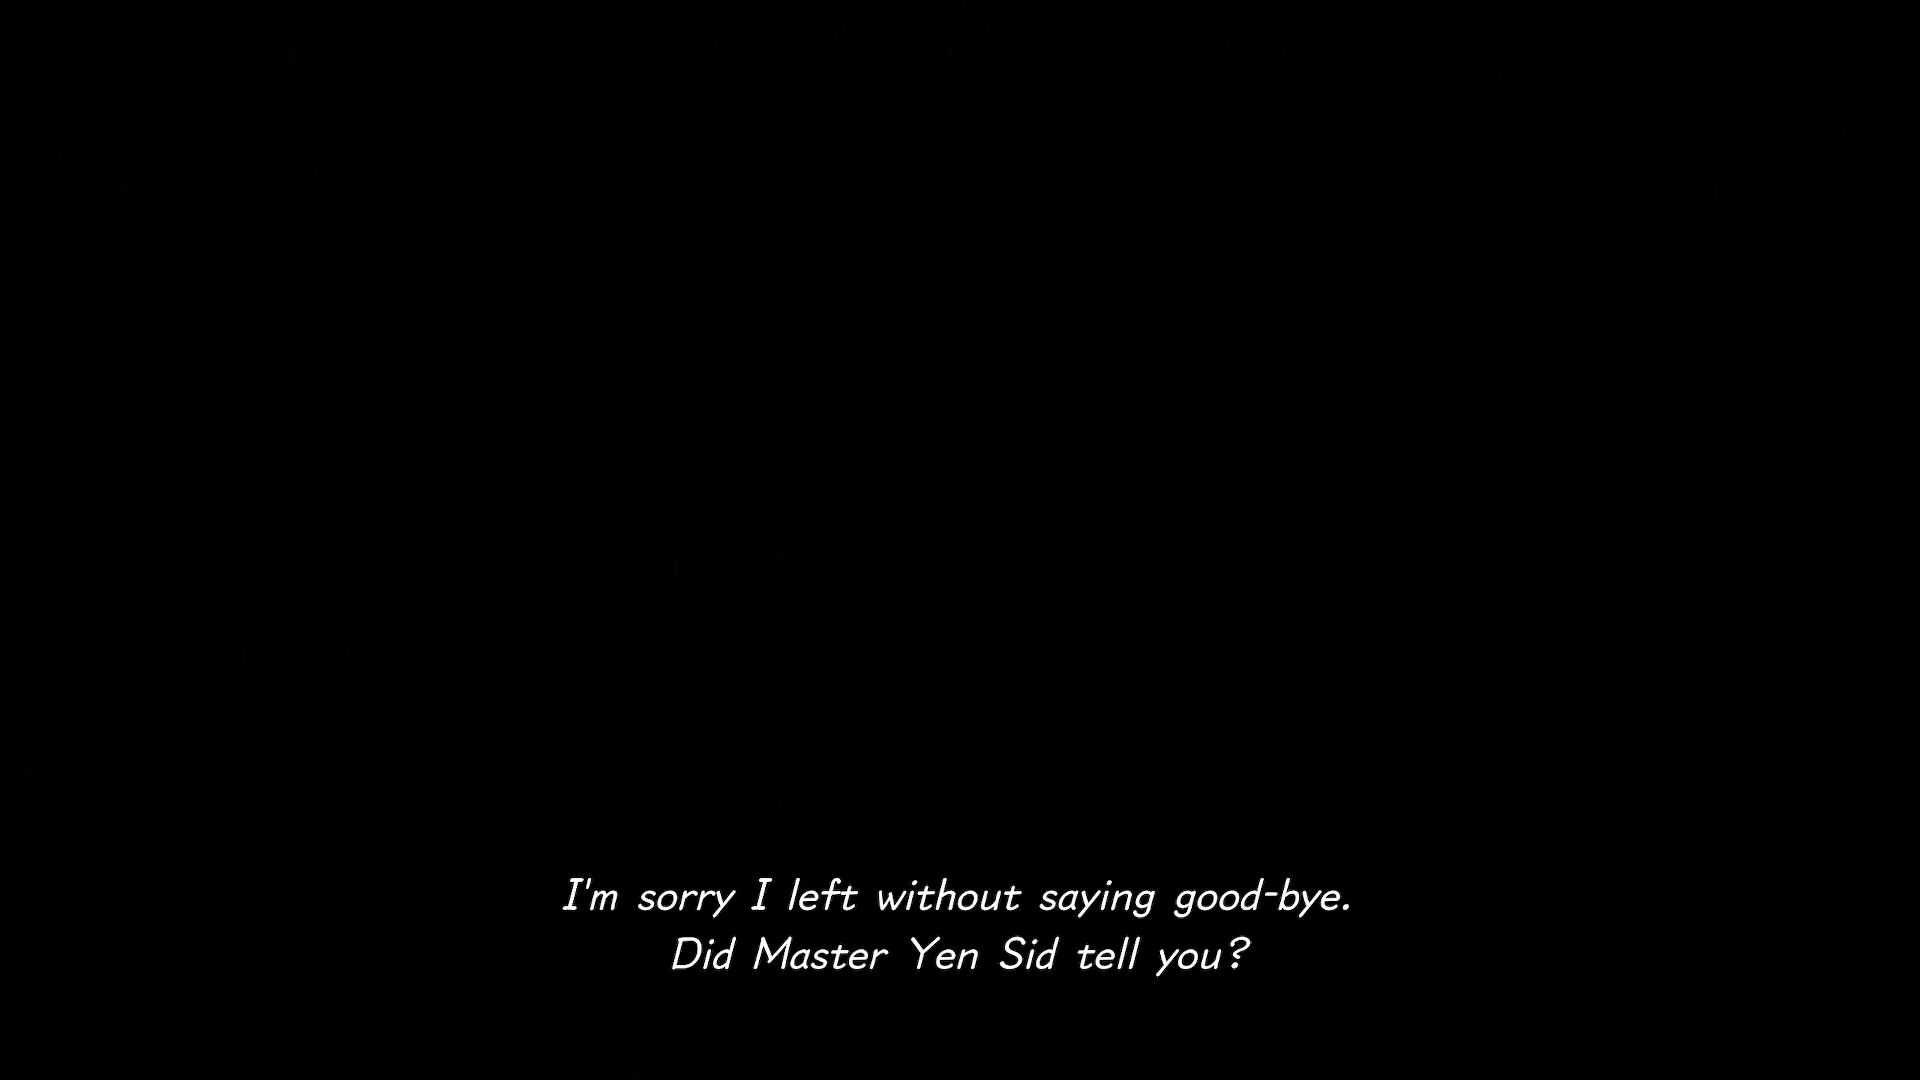 I'm sorry I left without saying good-bye.
Did Master Yen Sid tell you?